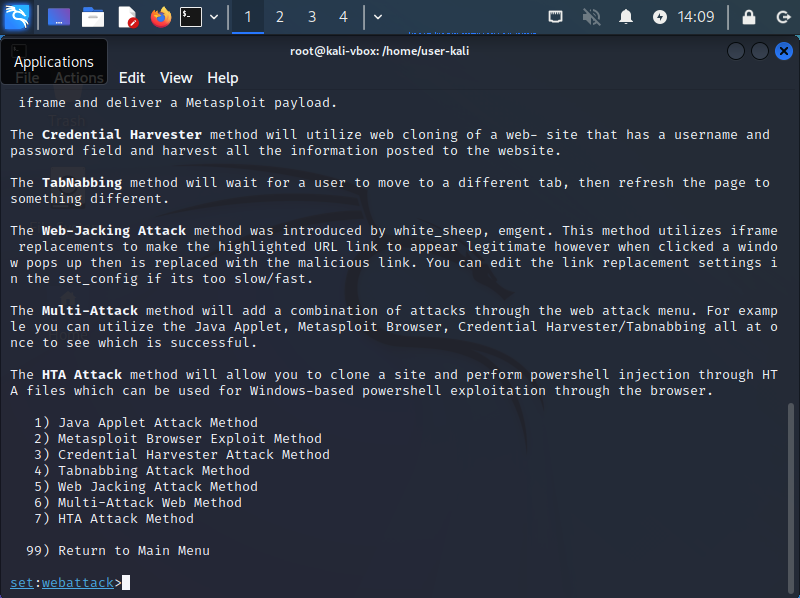 1 2 3 4 14:09
root@kali-vbox: /home/user-kali
Applications
File Actions Edit View Help
iframe and deliver a Metasploit payload.
The Credential Harvester method will utilize web cloning of a web- site that has a username and
password field and harvest all the information posted to the website.
The TabNabbing method will wait for a user to move to a different tab, then refresh the page to
something different.
The Web-Jacking Attack method was introduced by white_sheep, emgent. This method utilizes iframe
replacements to make the highlighted URL link to appear legitimate however when clicked a windo
w pops up then is replaced with the malicious link. You can edit the link replacement settings i
n the set_config if its too slow/fast.
The Multi-Attack method will add a combination of attacks through the web attack menu. For examp
le you can utilize the Java Applet, Metasploit Browser, Credential Harvester/Tabnabbing all at o
nce to see which is successful.
The HTA Attack method will allow you to clone a site and perform powershell injection through HT
A files which can be used for Windows-based powershell exploitation through the browser.
1) Java Applet Attack Method
2) Metasploit Browser Exploit Method
3) Credential Harvester Attack Method
4) Tabnabbing Attack Method
5) Web Jacking Attack Method
6) Multi-Attack Web Method
7) HTA Attack Method
99) Return to Main Menu
set:webattack>